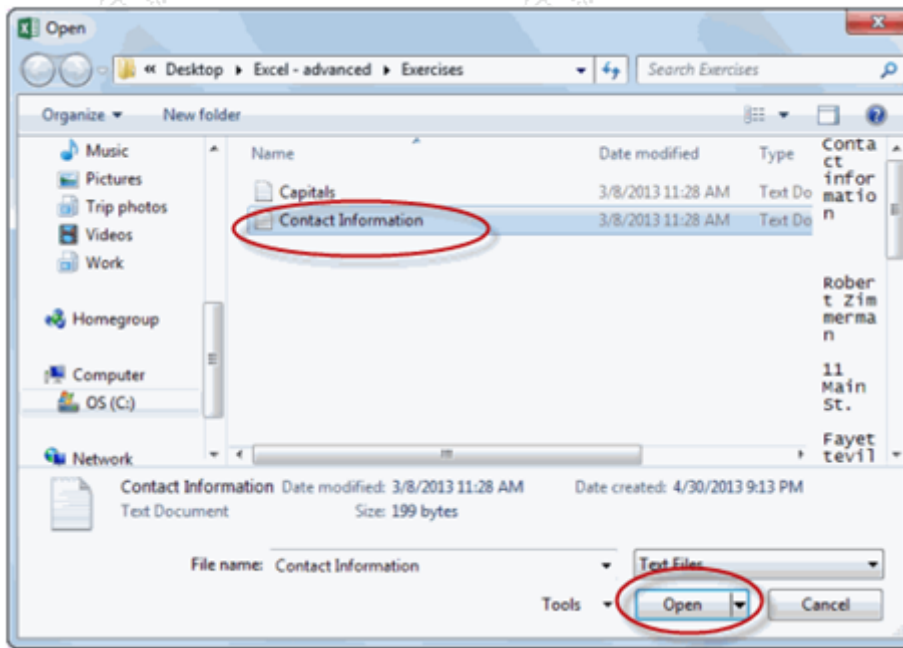 Open
« Desktop ▸ Excel - advanced ▸ Exercises
Search Exercises
Organize
New folder
Music
Pictures
Trip photos
Videos
Work
Homegroup
Computer
OS (C:)
Network
Name Date modified Type
Capitals 3/8/2013 11:28 AM Text Do
Contact Information 3/8/2013 11:28 AM Text Do
Conta
ct
infor
matio
n
Rober
t Zim
merma
n
11
Main
St.
Fayet
tevil
Contact Information Date modified: 3/8/2013 11:28 AM Date created: 4/30/2013 9:13 PM
Text Document Size: 199 bytes
File name: Contact Information
Text Files
Tools Open Cancel